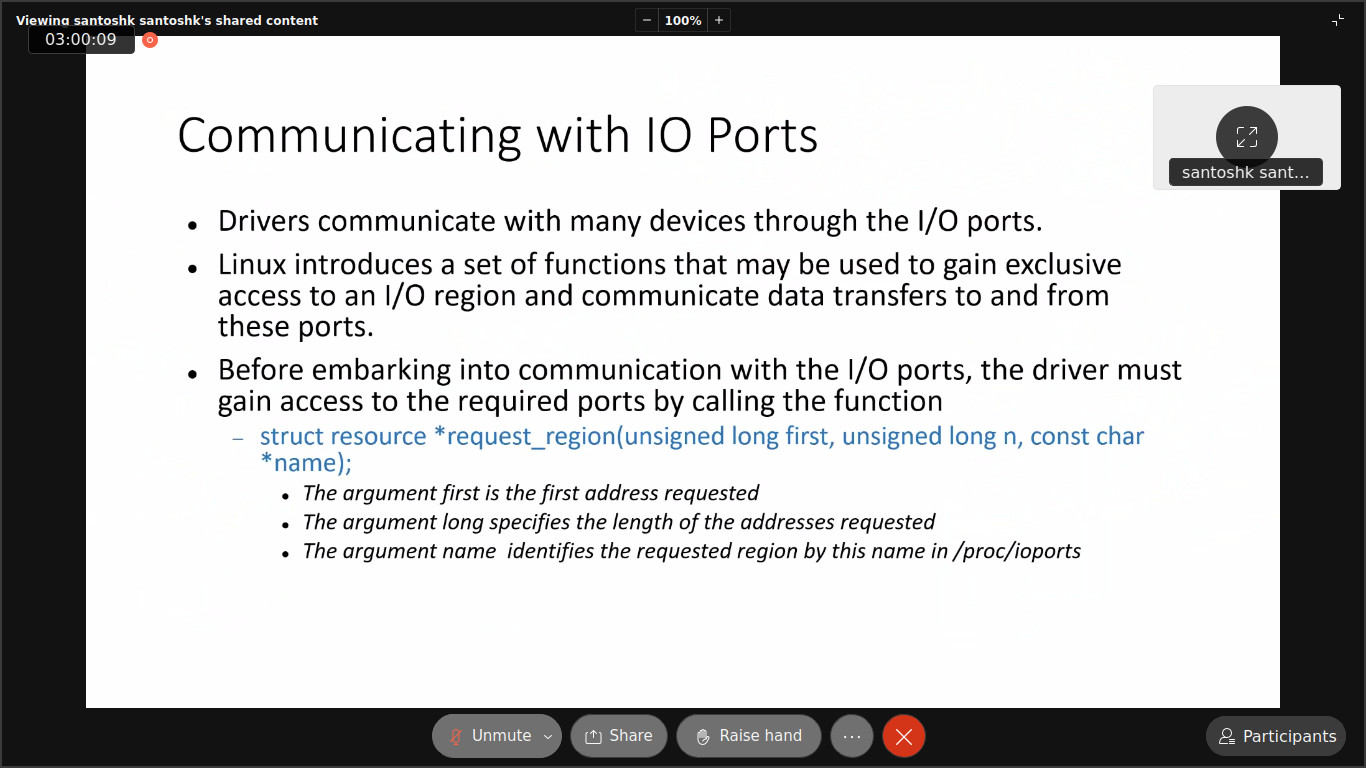 Viewing santoshk santoshk's shared content
− 100% +
03:00:09
santoshk sant...
Communicating with IO Ports
• Drivers communicate with many devices through the I/O ports.
• Linux introduces a set of functions that may be used to gain exclusive
access to an I/O region and communicate data transfers to and from
these ports.
• Before embarking into communication with the I/O ports, the driver must
gain access to the required ports by calling the function
– struct resource *request_region(unsigned long first, unsigned long n, const char
*name);
• The argument first is the first address requested
• The argument long specifies the length of the addresses requested
• The argument name  identifies the requested region by this name in /proc/ioports
Unmute
Share
Raise hand
...
Participants